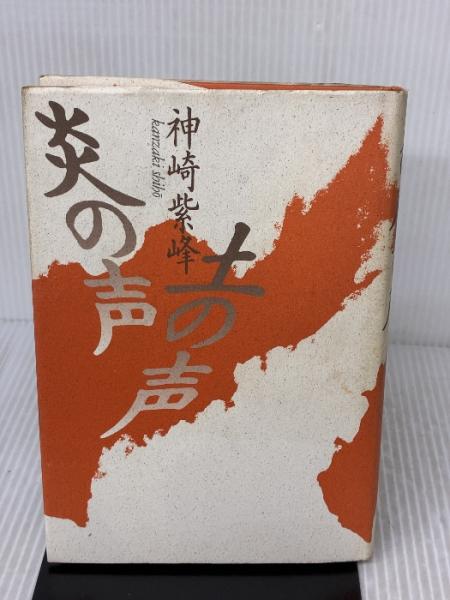 神崎紫峰
kanzaki shihō
炎の声
土の声